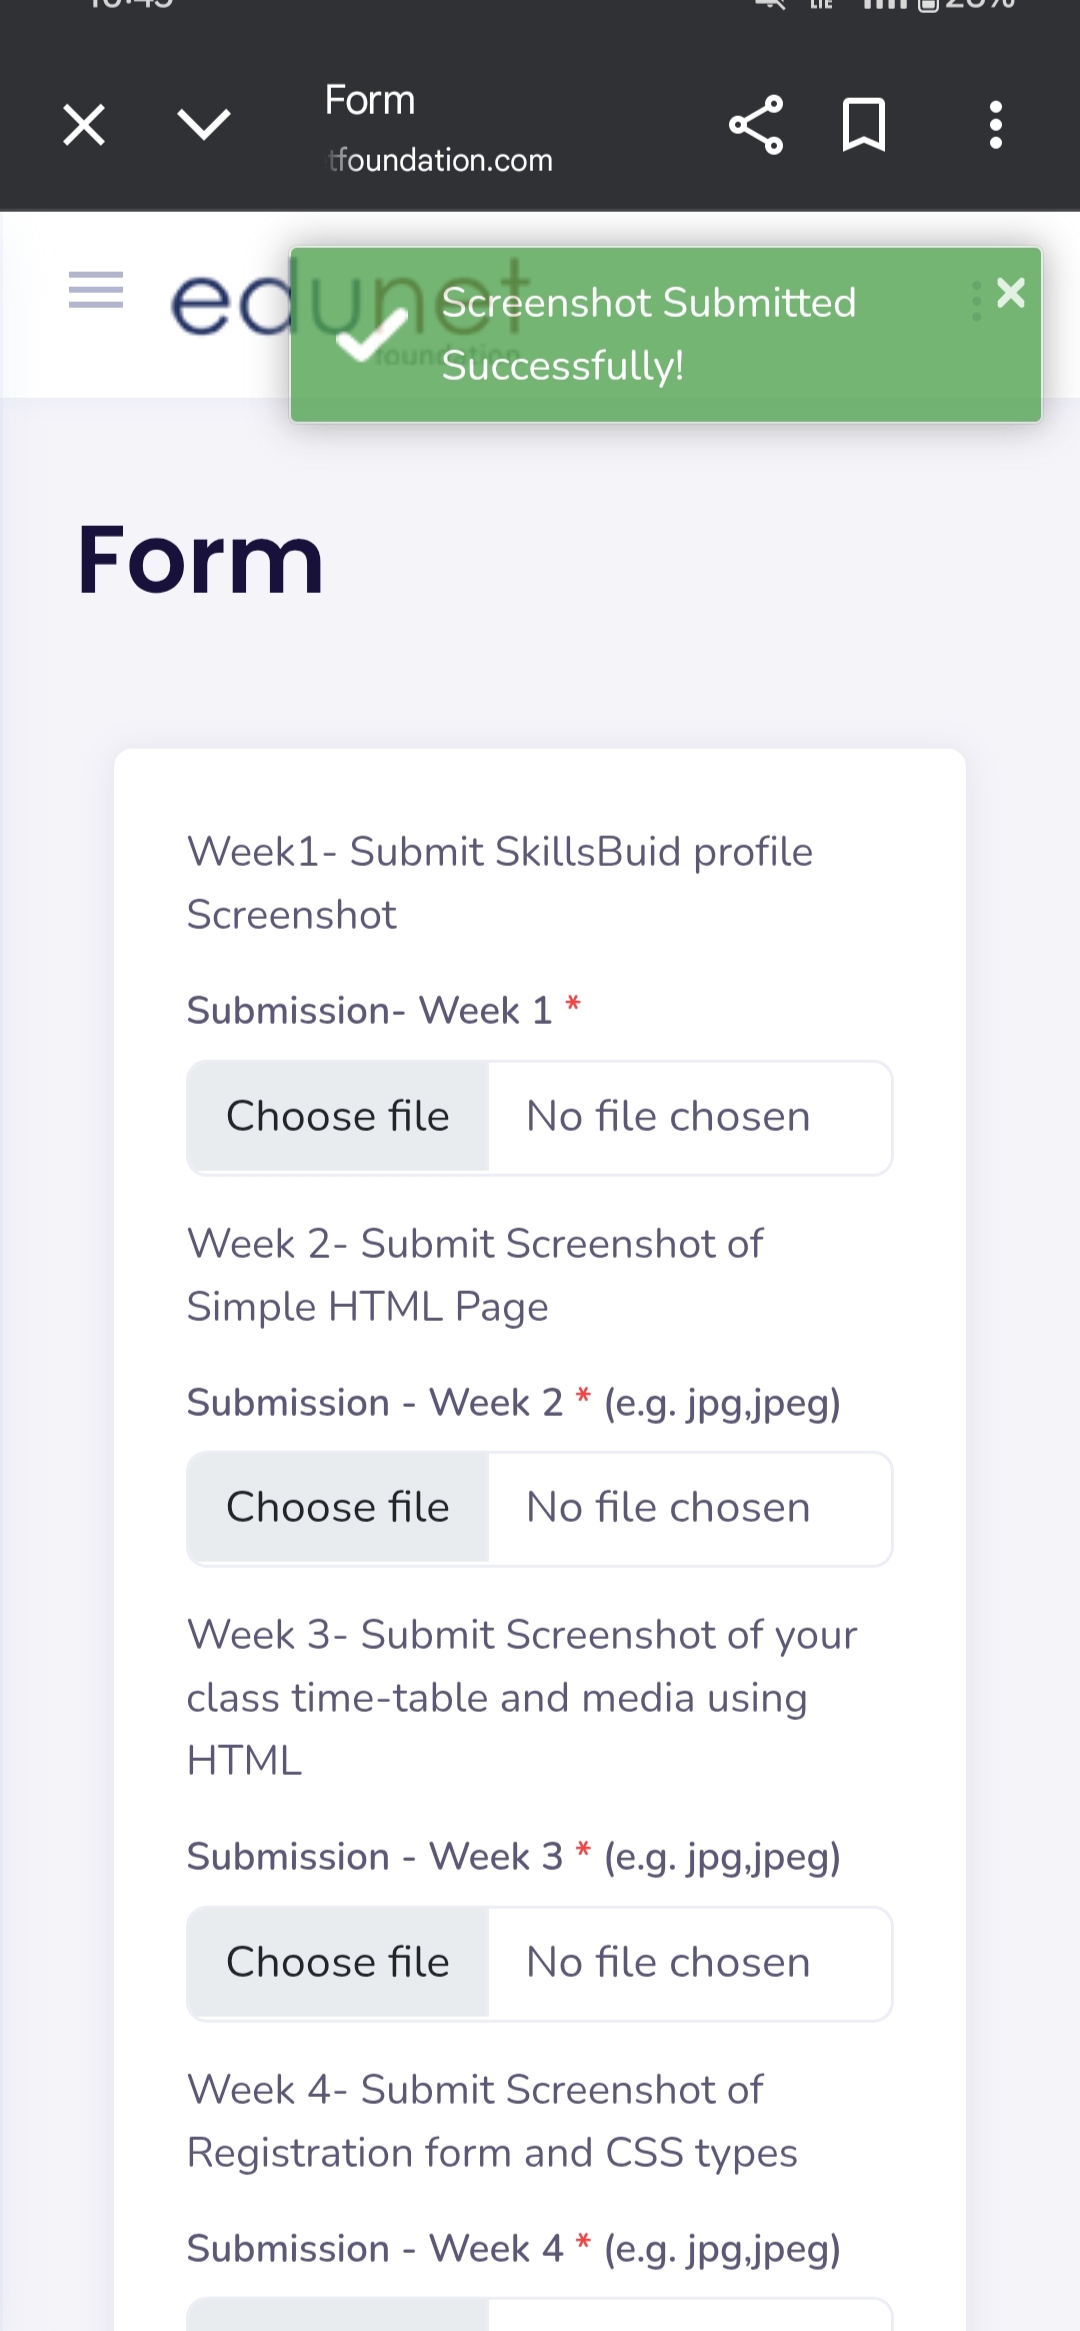 Form
tfoundation.com
edunet
foundation
Screenshot Submitted
Successfully!
Form
Week1- Submit SkillsBuid profile
Screenshot
Submission- Week 1 *
Choose file No file chosen
Week 2- Submit Screenshot of
Simple HTML Page
Submission - Week 2 * (e.g. jpg,jpeg)
Choose file No file chosen
Week 3- Submit Screenshot of your
class time-table and media using
HTML
Submission - Week 3 * (e.g. jpg,jpeg)
Choose file No file chosen
Week 4- Submit Screenshot of
Registration form and CSS types
Submission - Week 4 * (e.g. jpg,jpeg)